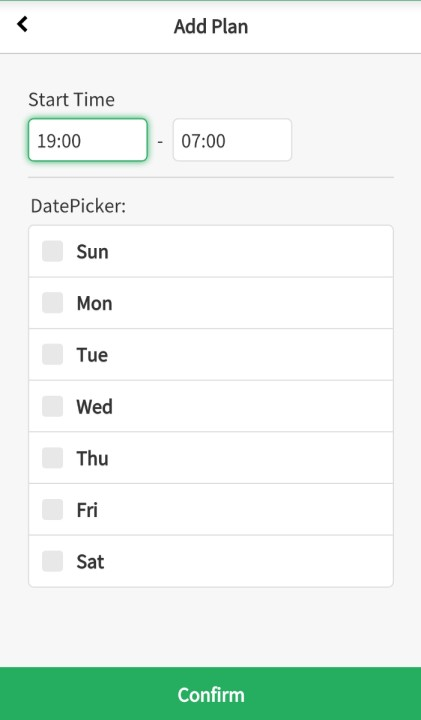 Add Plan
Start Time
19:00 - 07:00
DatePicker:
Sun
Mon
Tue
Wed
Thu
Fri
Sat
Confirm